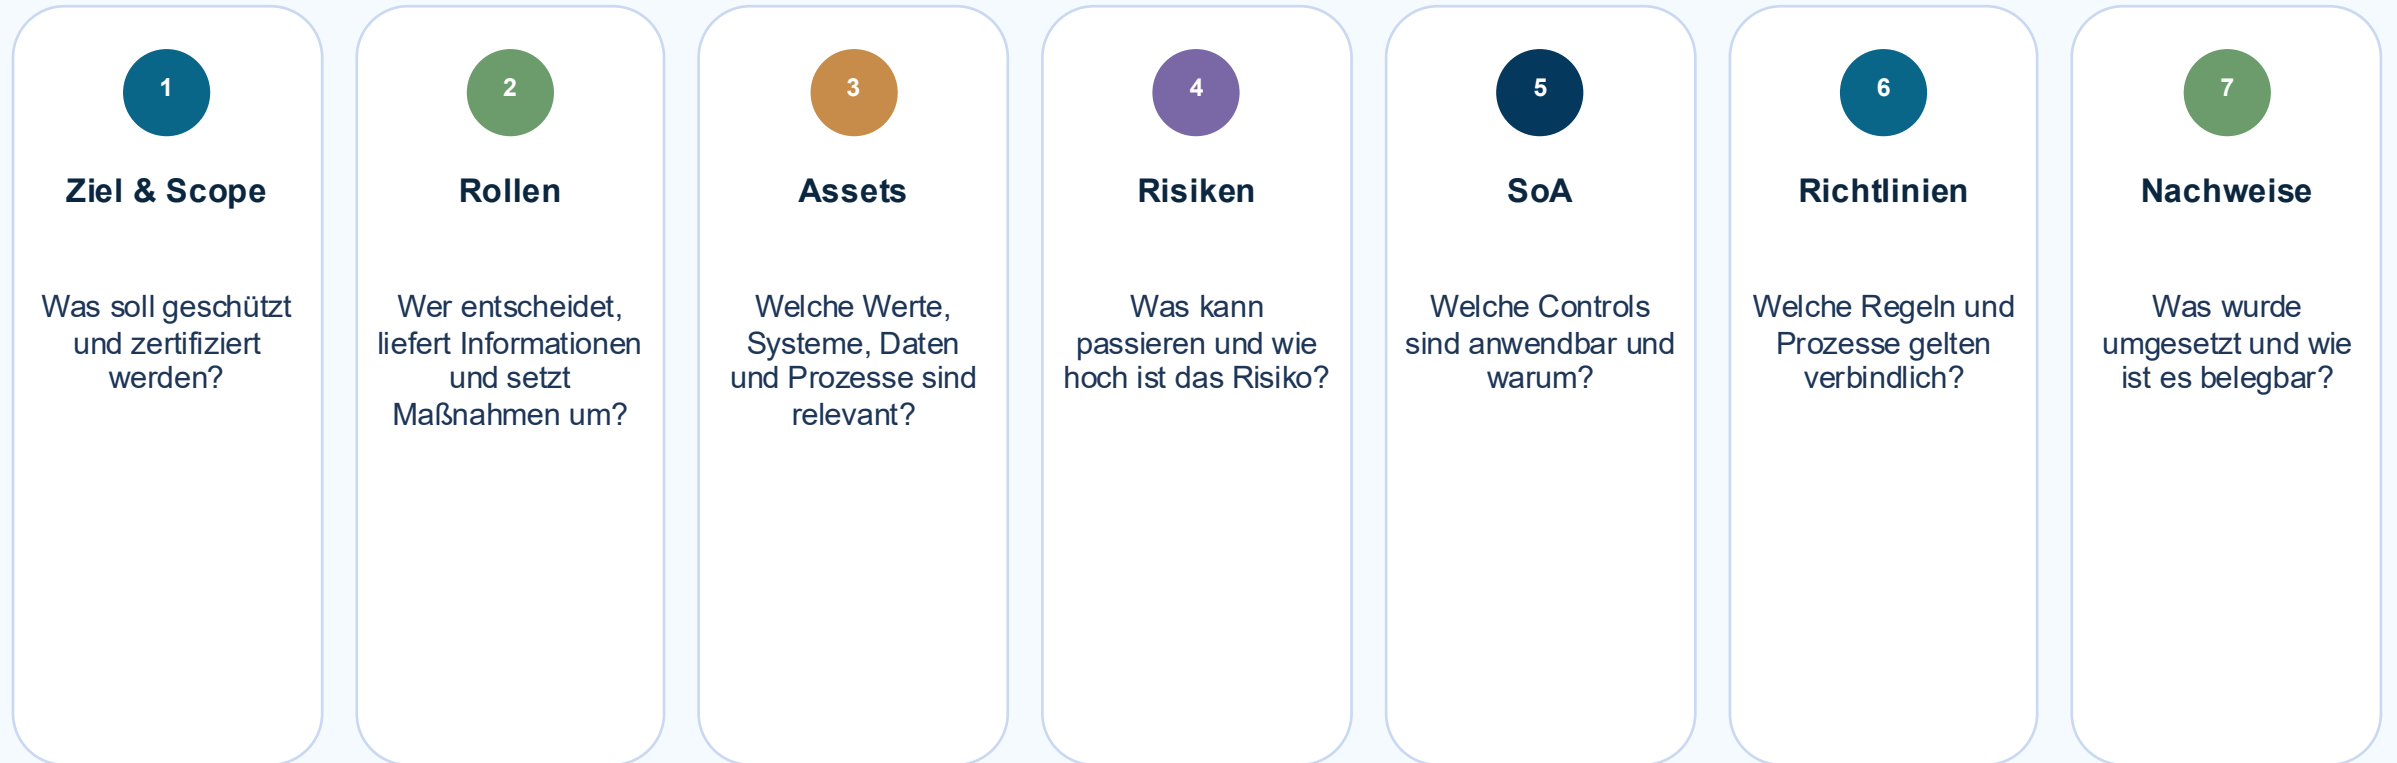 1
Ziel & Scope
Was soll geschützt
und zertifiziert
werden?
2
Rollen
Wer entscheidet,
liefert Informationen
und setzt
Maßnahmen um?
3
Assets
Welche Werte,
Systeme, Daten
und Prozesse sind
relevant?
4
Risiken
Was kann
passieren und wie
hoch ist das Risiko?
5
SoA
Welche Controls
sind anwendbar und
warum?
6
Richtlinien
Welche Regeln und
Prozesse gelten
verbindlich?
7
Nachweise
Was wurde
umgesetzt und wie
ist es belegbar?